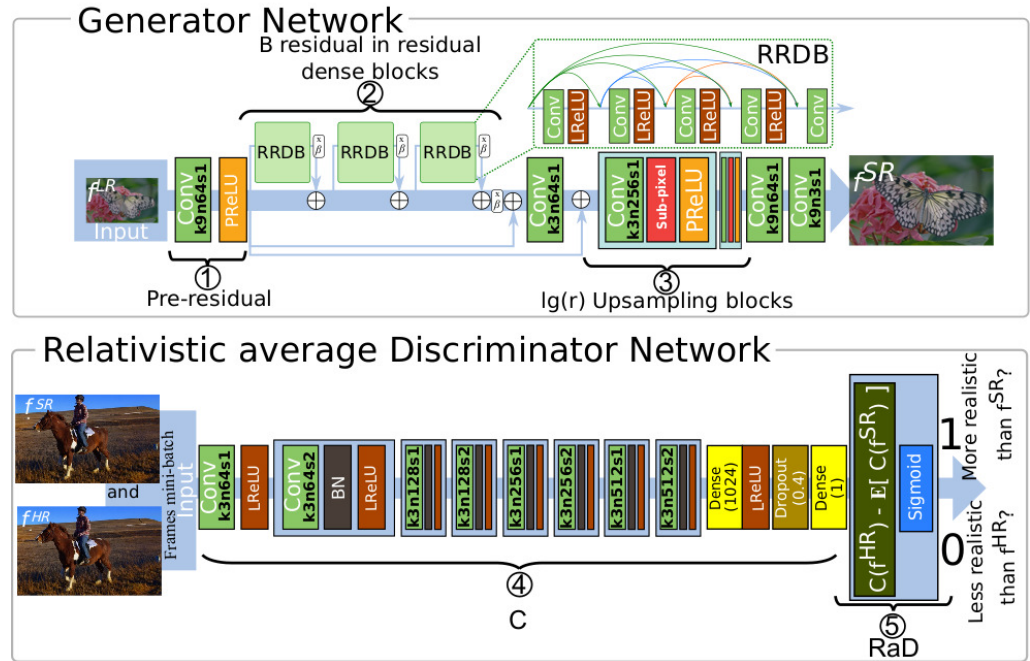 Generator Network
B residual in residual
dense blocks
②
RRDB
Conv
LReLU
Conv
LReLU
Conv
LReLU
Conv
LReLU
Conv
RRDB
x β
RRDB
x β
RRDB
x β
x β
f^LR
Input
Conv
k9n64s1
PReLU
Conv
k3n64s1
Conv
k3n256s1
Sub-pixel
PReLU
Conv
k9n64s1
Conv
k9n3s1
f^SR
①
Pre-residual
③
lg(r) Upsampling blocks
Relativistic average Discriminator Network
f^SR
and
f^HR
Frames mini-batch
Input
Conv
k3n64s1
LReLU
Conv
k3n64s2
BN
LReLU
k3n128s1
k3n128s2
k3n256s1
k3n256s2
k3n512s1
k3n512s2
Dense
(1024)
LReLU
Dropout
(0.4)
Dense
(1)
C(f^HR) - E[ C(f^SR) ]
Sigmoid
1
0
More realistic
than f^SR?
Less realistic
than f^HR?
④
C
⑤
RaD